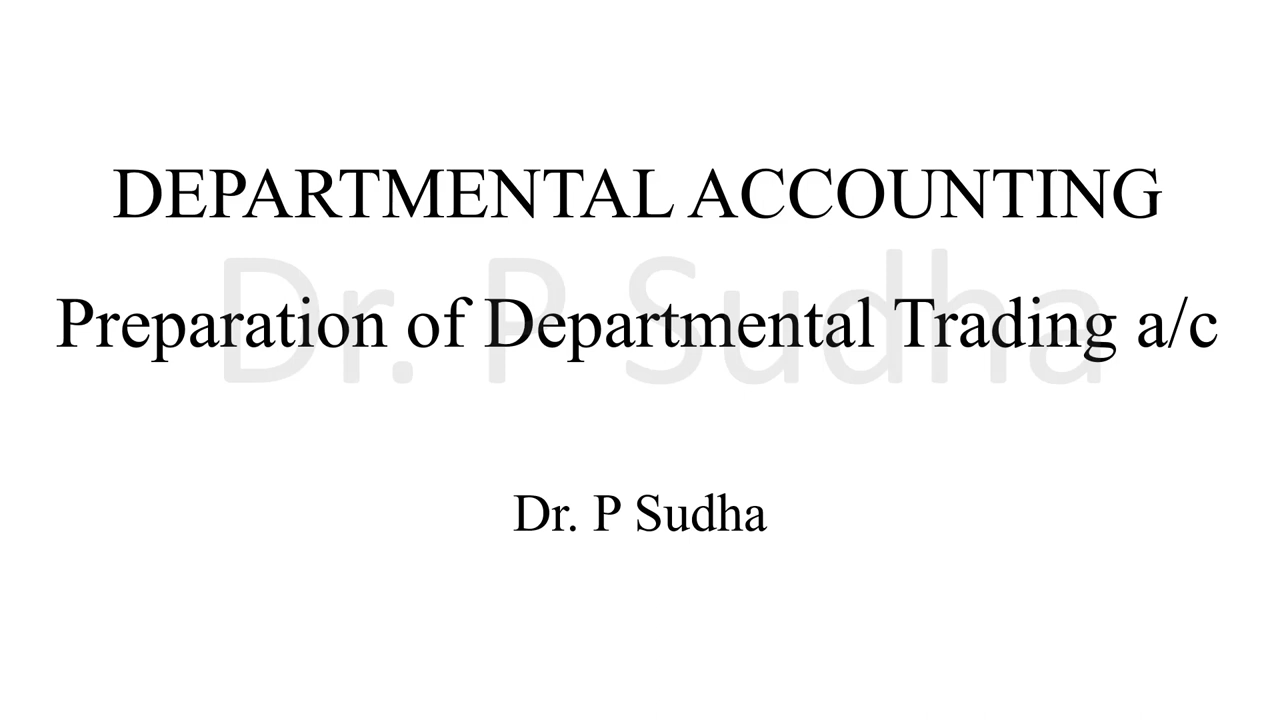 DEPARTMENTAL ACCOUNTING
Dr. P Sudha
Preparation of Departmental Trading a/c
Dr. P Sudha